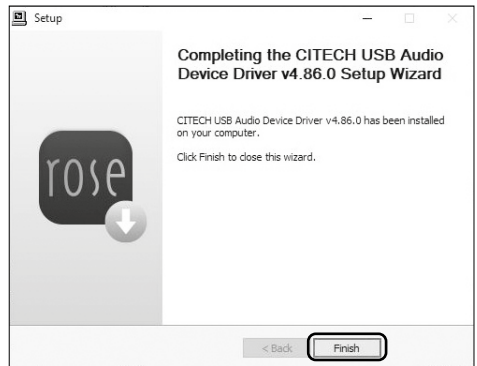 Setup
Completing the CITECH USB Audio
Device Driver v4.86.0 Setup Wizard
CITECH USB Audio Device Driver v4.86.0 has been installed
on your computer.
Click Finish to close this wizard.
rose
< Back
Finish